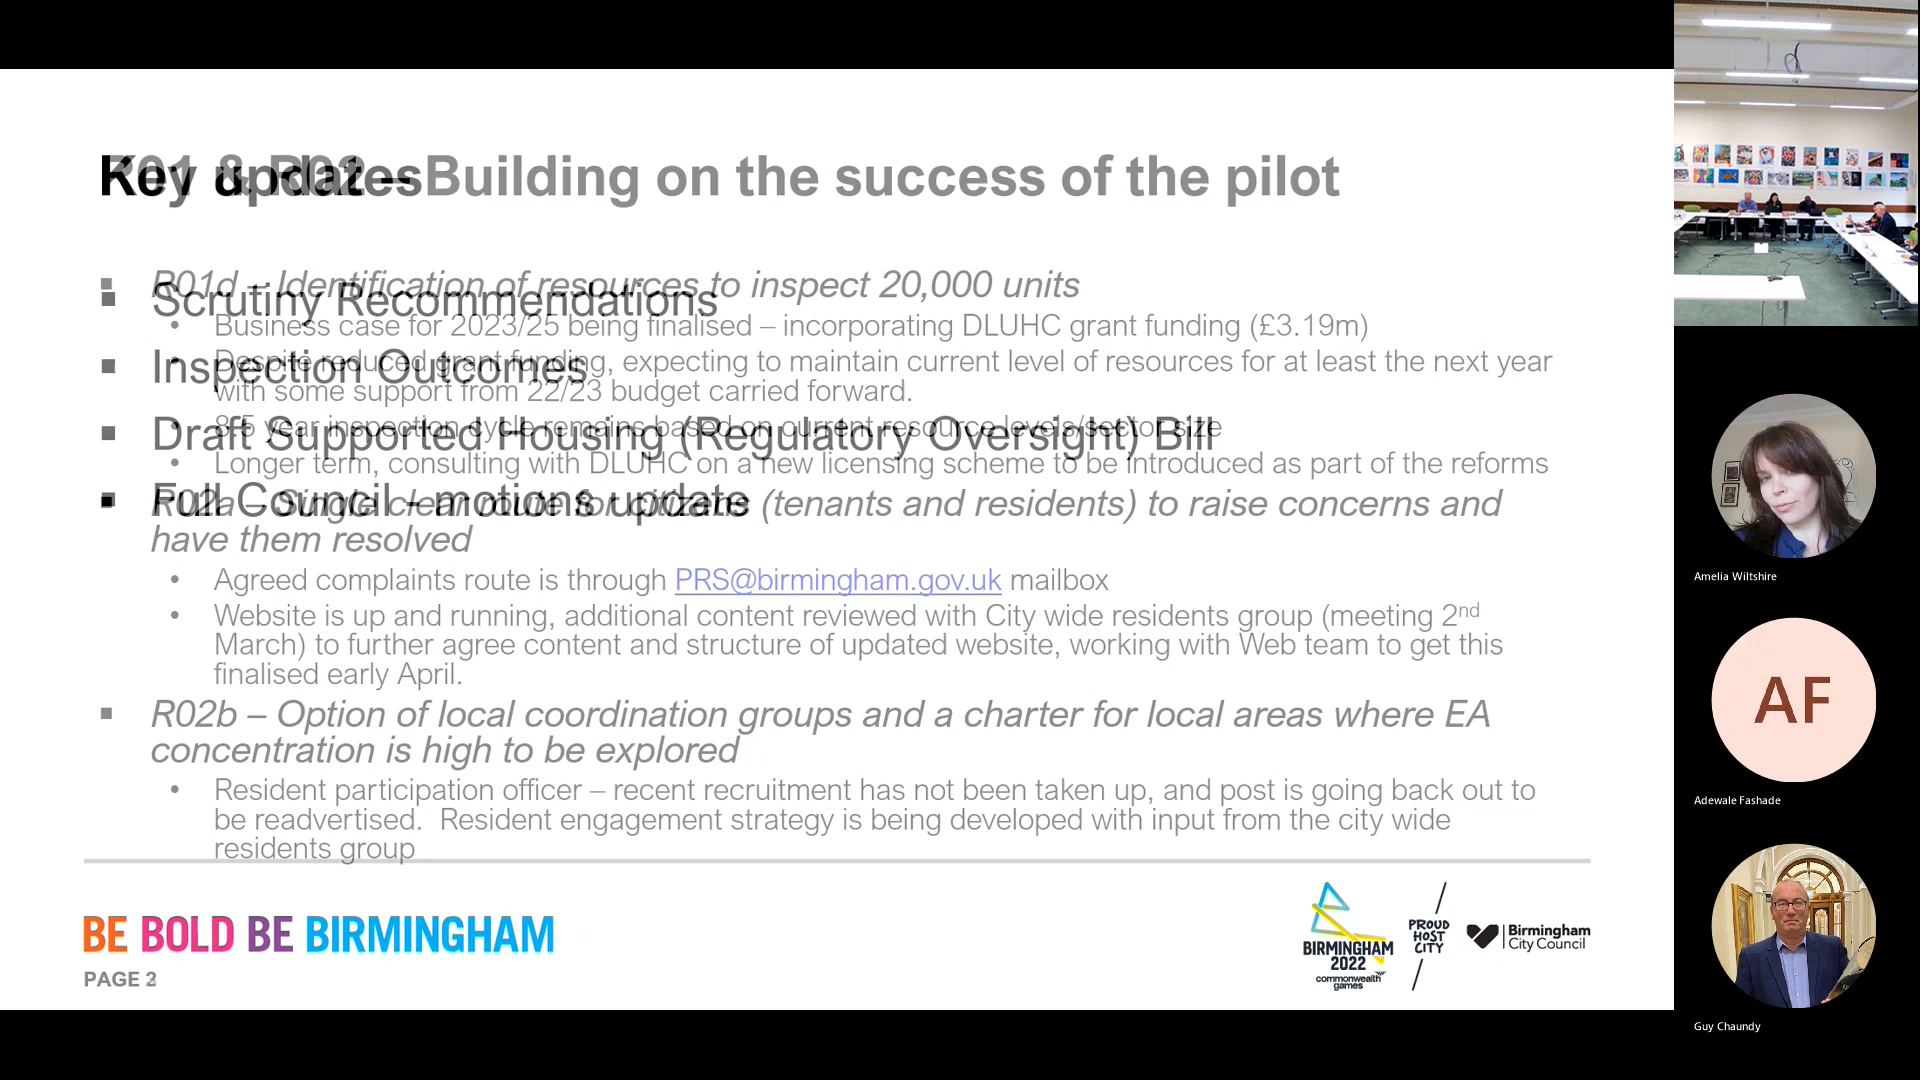 Key updates
R01 & R02 – Building on the success of the pilot
▪ R01d – Identification of resources to inspect 20,000 units
▪ Scrutiny Recommendations
• Business case for 2023/25 being finalised – incorporating DLUHC grant funding (£3.19m)
• Despite reduced grant funding, expecting to maintain current level of resources for at least the next year
▪ Inspection Outcomes
with some support from 22/23 budget carried forward.
• 8.5 year inspection cycle remains based on current resource levels/sector size
▪ Draft Supported Housing (Regulatory Oversight) Bill
• Longer term, consulting with DLUHC on a new licensing scheme to be introduced as part of the reforms
▪ Full Council – motions update
▪ R02a – Single clear route for citizens (tenants and residents) to raise concerns and
have them resolved
• Agreed complaints route is through PRS@birmingham.gov.uk mailbox
• Website is up and running, additional content reviewed with City wide residents group (meeting 2nd
March) to further agree content and structure of updated website, working with Web team to get this
finalised early April.
▪ R02b – Option of local coordination groups and a charter for local areas where EA
concentration is high to be explored
• Resident participation officer – recent recruitment has not been taken up, and post is going back out to
be readvertised. Resident engagement strategy is being developed with input from the city wide
residents group
BE BOLD BE BIRMINGHAM
PAGE
BIRMINGHAM
2022
commonwealth
games
PROUD
HOST
CITY
Birmingham
City Council
Amelia Wiltshire
AF
Adewale Fashade
Guy Chaundy